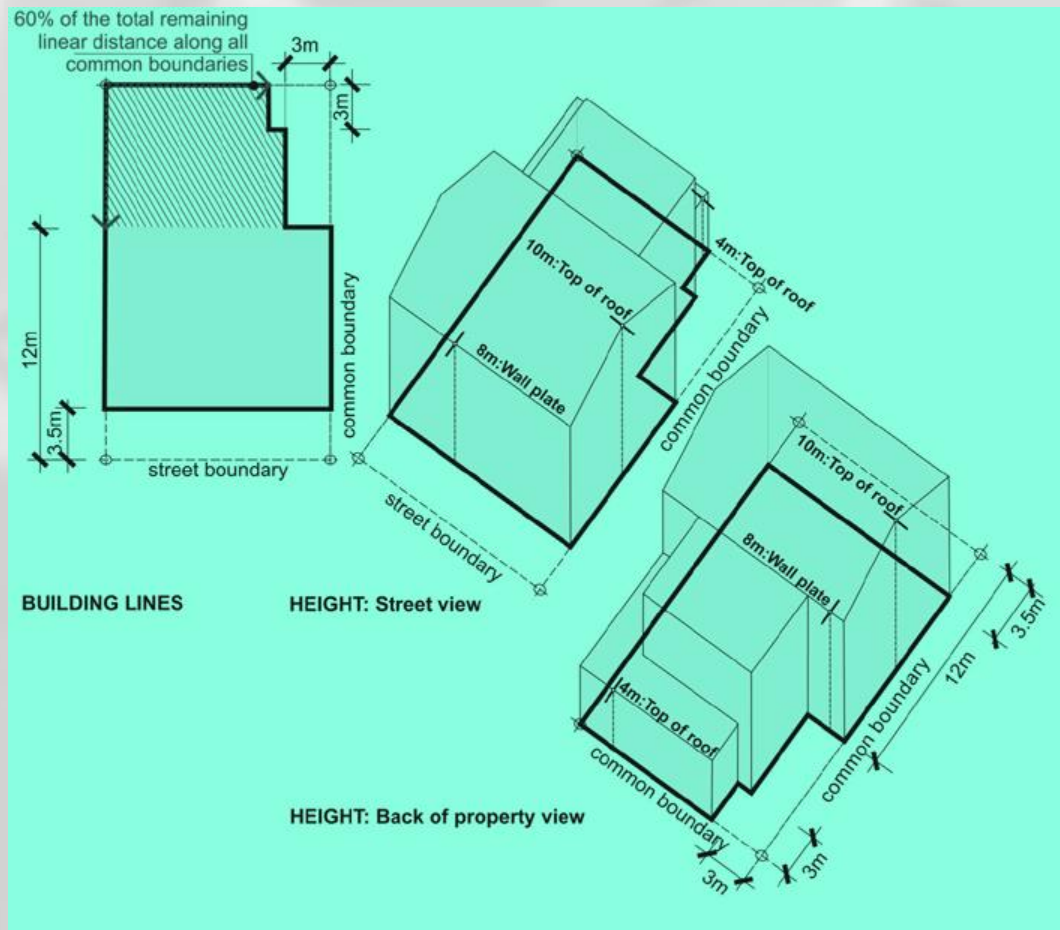 60% of the total remaining
linear distance along all
common boundaries
3m
3m
12m
3.5m
common boundary
street boundary
BUILDING LINES
4m:Top of roof
10m:Top of roof
8m:Wall plate
common boundary
street boundary
HEIGHT: Street view
10m:Top of roof
8m:Wall plate
4m:Top of roof
common boundary
common boundary
3.5m
12m
3m
3m
HEIGHT: Back of property view